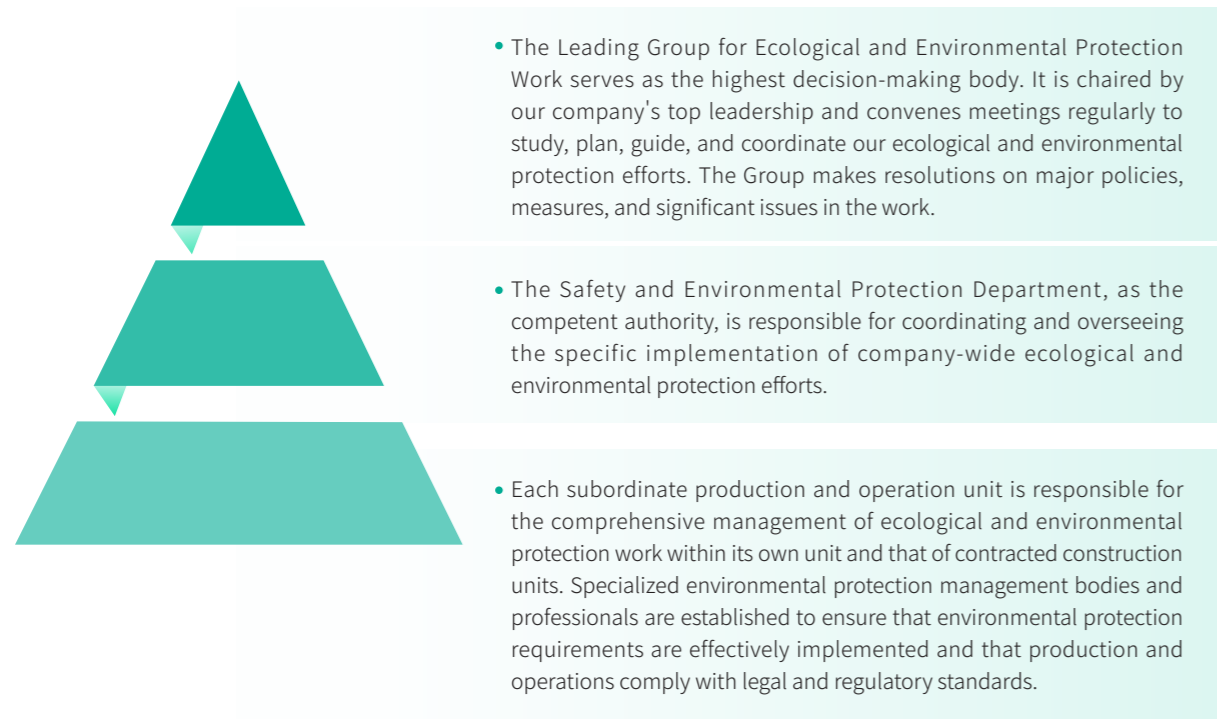 • The Leading Group for Ecological and Environmental Protection
Work serves as the highest decision-making body. It is chaired by
our company's top leadership and convenes meetings regularly to
study, plan, guide, and coordinate our ecological and environmental
protection efforts. The Group makes resolutions on major policies,
measures, and significant issues in the work.
• The Safety and Environmental Protection Department, as the
competent authority, is responsible for coordinating and overseeing
the specific implementation of company-wide ecological and
environmental protection efforts.
• Each subordinate production and operation unit is responsible for
the comprehensive management of ecological and environmental
protection work within its own unit and that of contracted construction
units. Specialized environmental protection management bodies and
professionals are established to ensure that environmental protection
requirements are effectively implemented and that production and
operations comply with legal and regulatory standards.